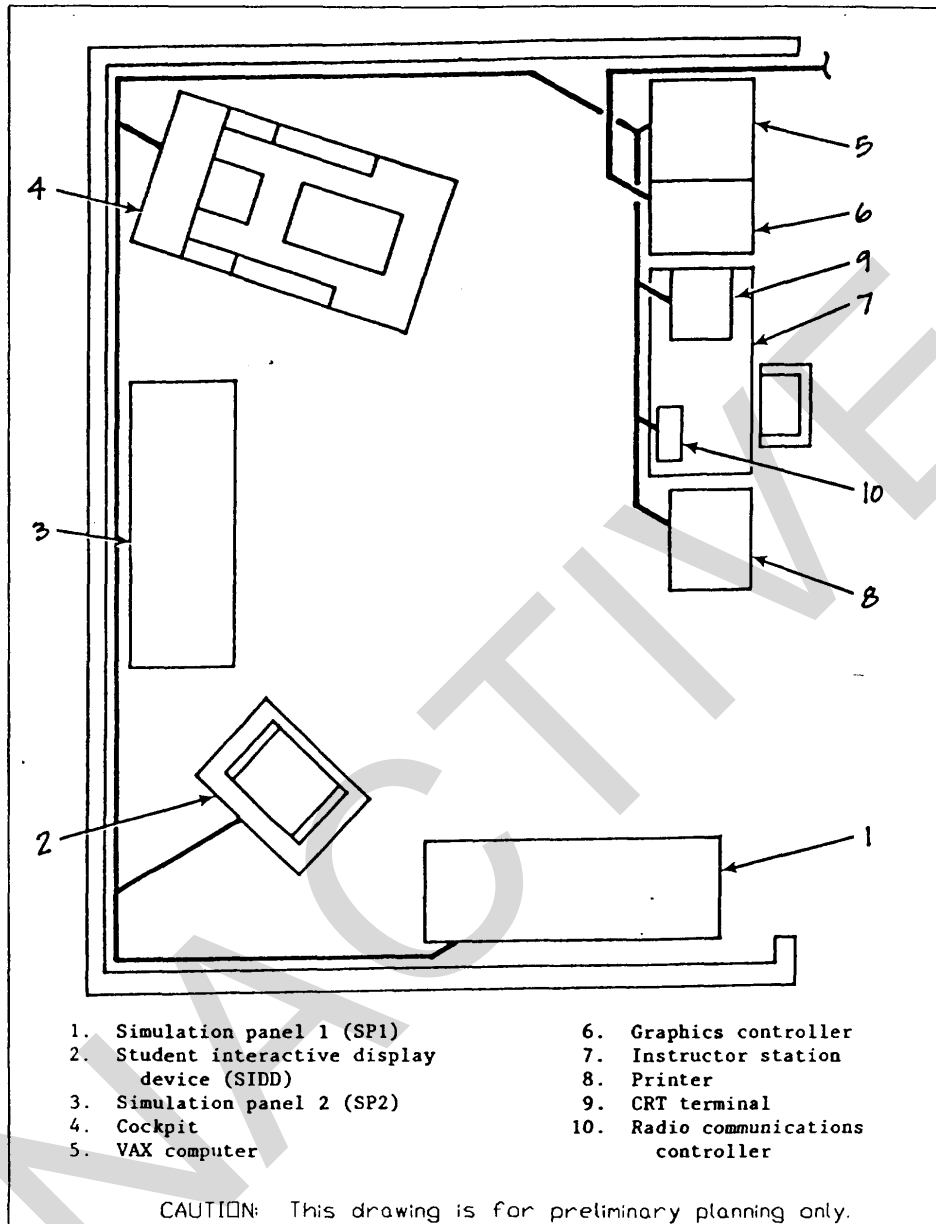 5
4
6
9
7
10
3
8
2
1
1. Simulation panel 1 (SP1)
2. Student interactive display
device (SIDD)
3. Simulation panel 2 (SP2)
4. Cockpit
5. VAX computer
6. Graphics controller
7. Instructor station
8. Printer
9. CRT terminal
10. Radio communications
controller
CAUTION: This drawing is for preliminary planning only.
INACTIVE